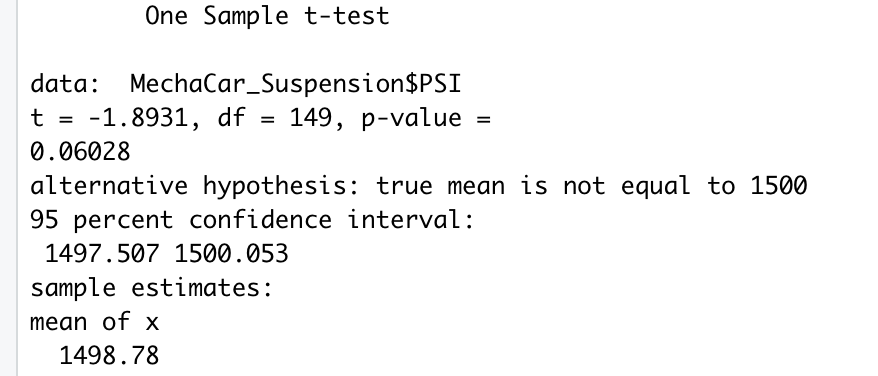 One Sample t-test
data:  MechaCar_Suspension$PSI
t = -1.8931, df = 149, p-value =
0.06028
alternative hypothesis: true mean is not equal to 1500
95 percent confidence interval:
1497.507 1500.053
sample estimates:
mean of x
1498.78